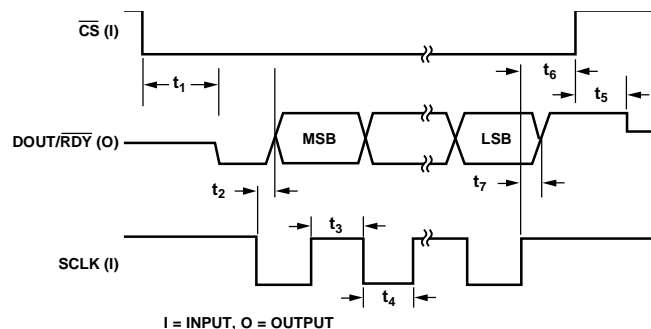 CS (I)
t6
t1
t5
DOUT/RDY (O)
MSB
LSB
t2
t7
t3
SCLK (I)
t4
I = INPUT, O = OUTPUT